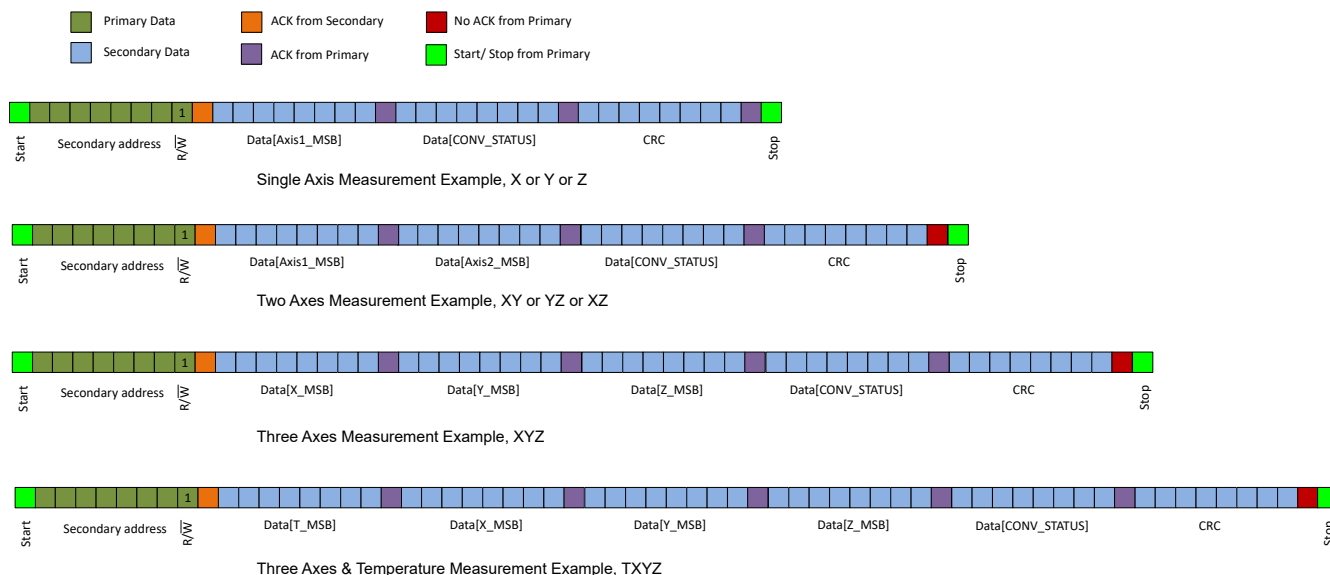 Primary Data
ACK from Secondary
No ACK from Primary
Secondary Data
ACK from Primary
Start/ Stop from Primary
1
Start
Secondary address
R/W
Data[Axis1_MSB]
Data[CONV_STATUS]
CRC
Stop
Single Axis Measurement Example, X or Y or Z
1
Start
Secondary address
R/W
Data[Axis1_MSB]
Data[Axis2_MSB]
Data[CONV_STATUS]
CRC
Stop
Two Axes Measurement Example, XY or YZ or XZ
1
Start
Secondary address
R/W
Data[X_MSB]
Data[Y_MSB]
Data[Z_MSB]
Data[CONV_STATUS]
CRC
Stop
Three Axes Measurement Example, XYZ
1
Start
Secondary address
R/W
Data[T_MSB]
Data[X_MSB]
Data[Y_MSB]
Data[Z_MSB]
Data[CONV_STATUS]
CRC
Stop
Three Axes & Temperature Measurement Example, TXYZ